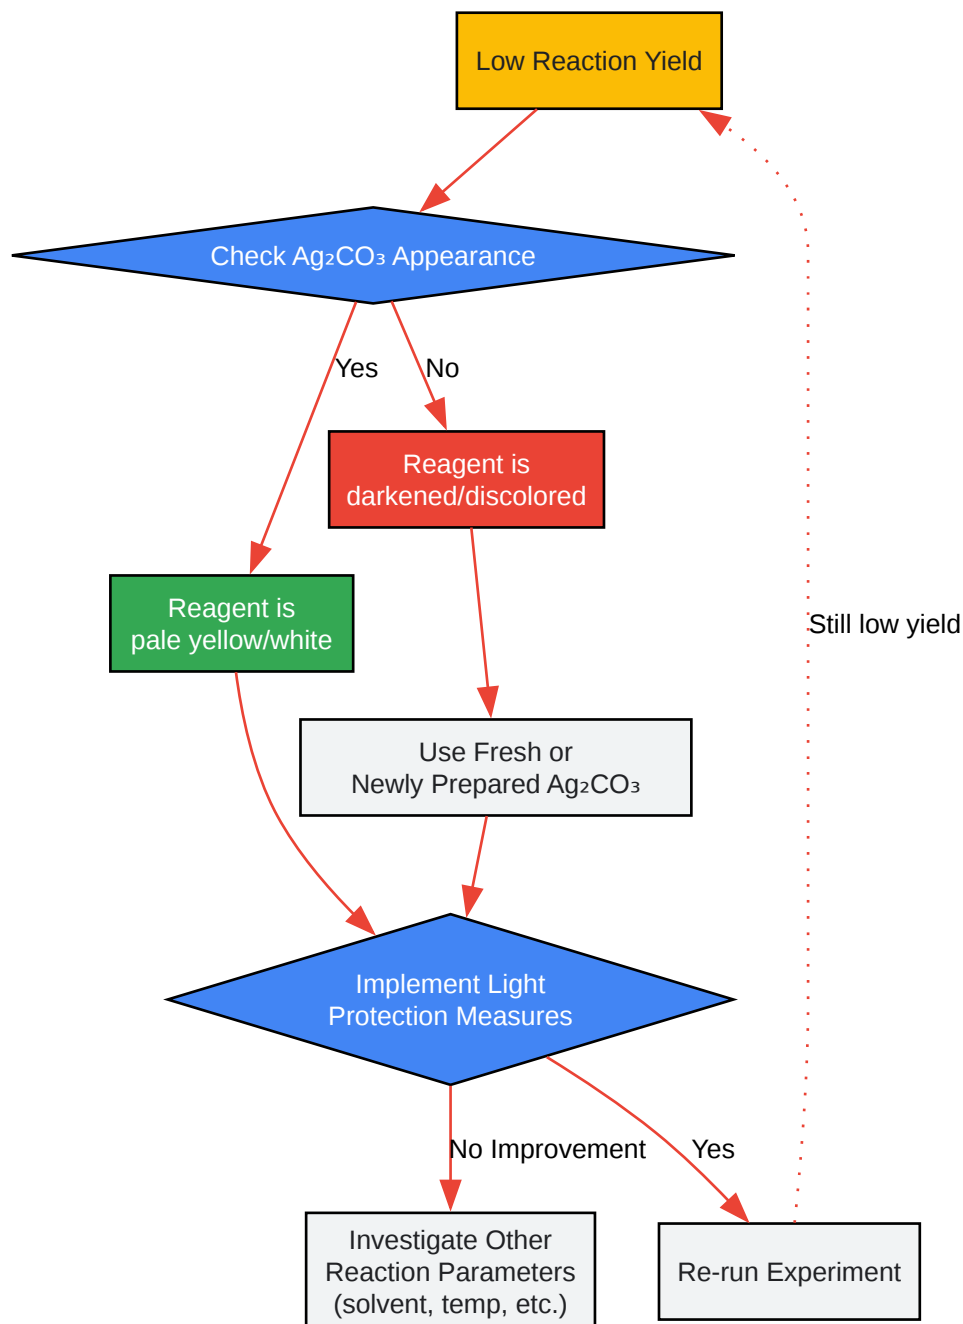 Low Reaction Yield
Check Ag₂CO₃ Appearance
Yes
No
Reagent is
darkened/discolored
Reagent is
pale yellow/white
Still low yield
Use Fresh or
Newly Prepared Ag₂CO₃
Implement Light
Protection Measures
No Improvement
Yes
Investigate Other
Reaction Parameters
(solvent, temp, etc.)
Re-run Experiment